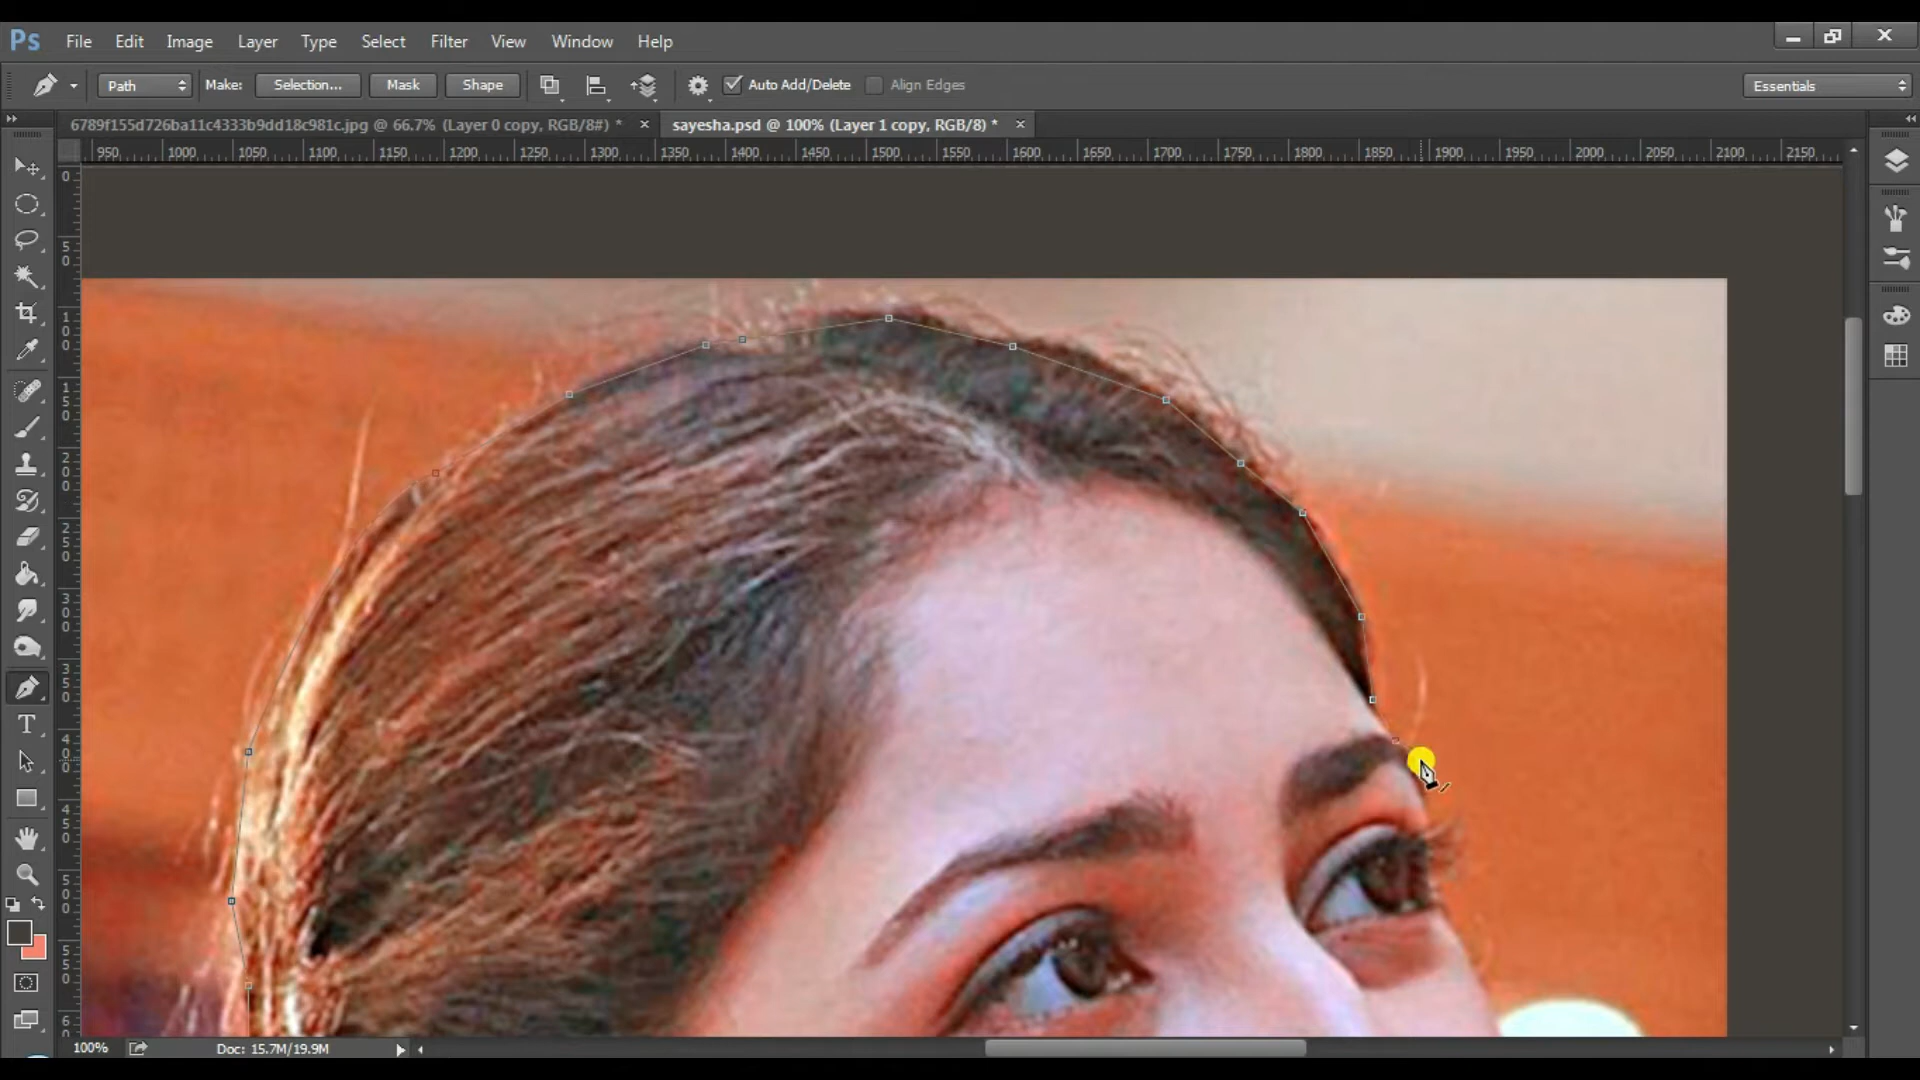 Ps File Edit Image Layer Type Select Filter View Window Help
Path Make: Selection... Mask Shape Auto Add/Delete Align Edges Essentials
6789f155d726ba11c4333b9dd18c981c.jpg @ 66.7% (Layer 0 copy, RGB/8#) * × sayesha.psd @ 100% (Layer 1 copy, RGB/8) * ×
950 1000 1050 1100 1150 1200 1250 1300 1350 1400 1450 1500 1550 1600 1650 1700 1750 1800 1850 1900 1950 2000 2050 2100 2150
0
50
100
150
200
250
300
350
400
450
500
550
6
T
100% Doc: 15.7M/19.9M